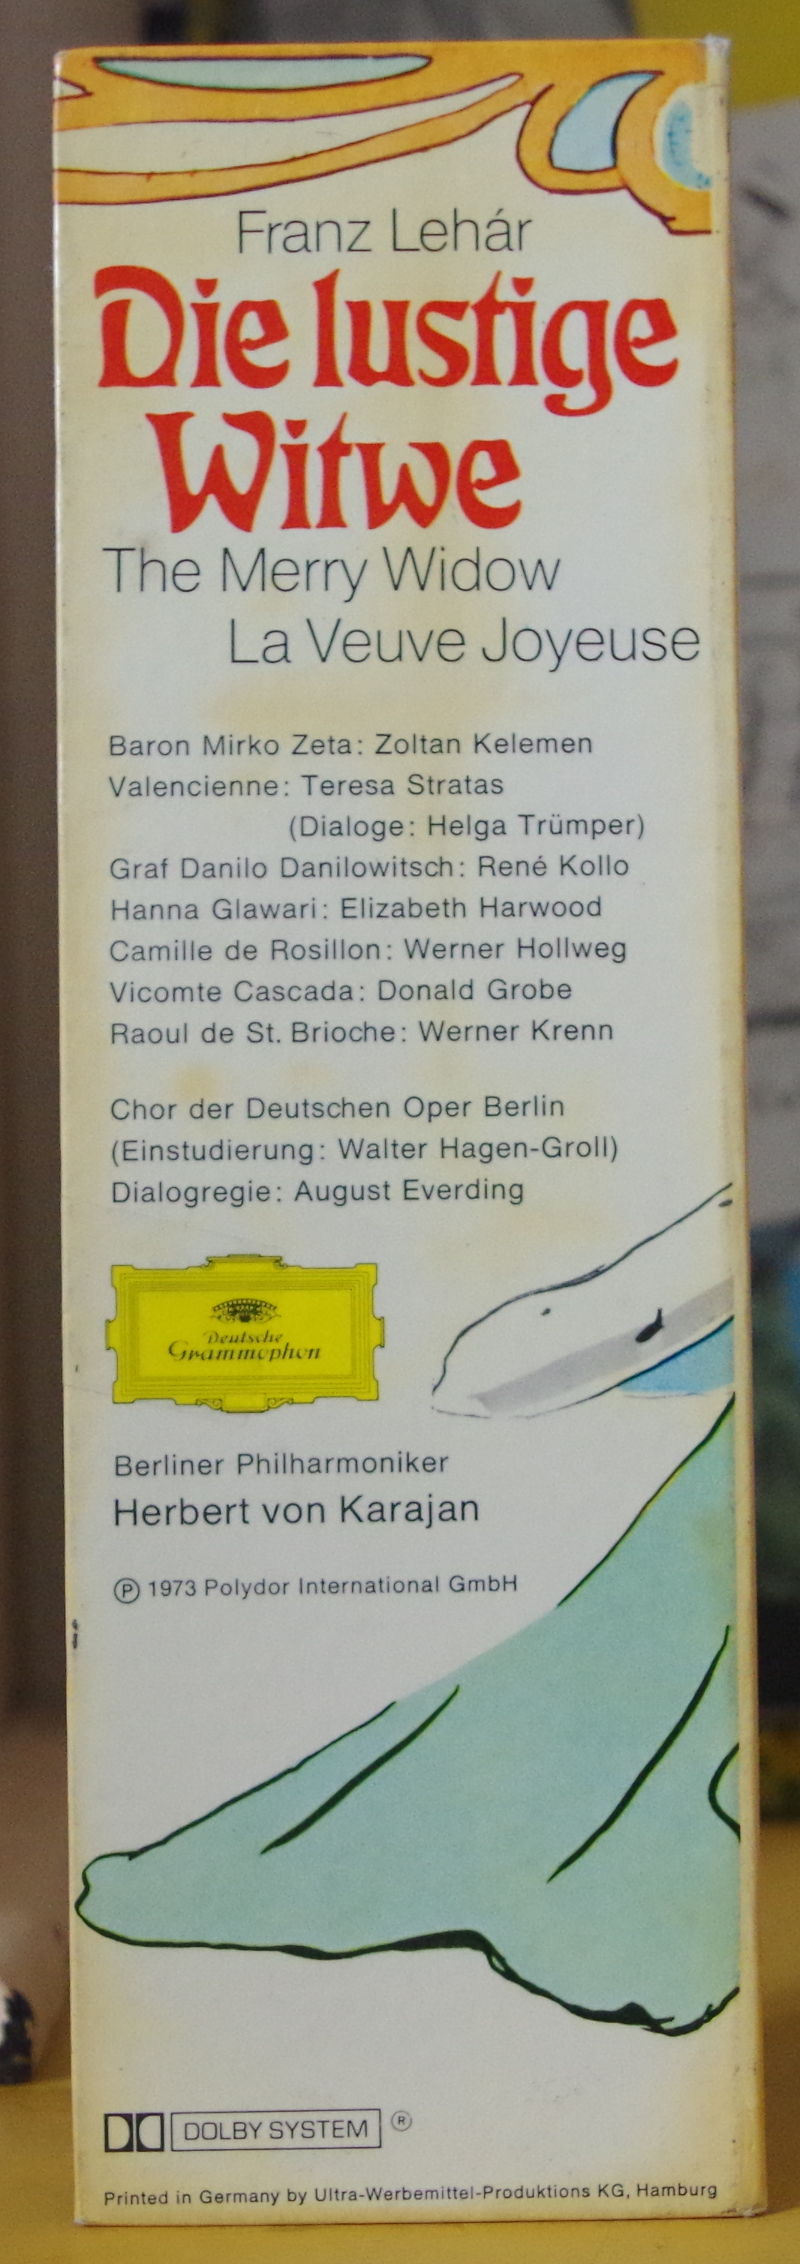 Franz Lehár
Die lustige
Witwe
The Merry Widow
La Veuve Joyeuse
Baron Mirko Zeta: Zoltan Kelemen
Valencienne: Teresa Stratas
(Dialoge: Helga Trümper)
Graf Danilo Danilowitsch: René Kollo
Hanna Glawari: Elizabeth Harwood
Camille de Rosillon: Werner Hollweg
Vicomte Cascada: Donald Grobe
Raoul de St. Brioche: Werner Krenn
Chor der Deutschen Oper Berlin
(Einstudierung: Walter Hagen-Groll)
Dialogregie: August Everding
Deutsche
Grammophon
Berliner Philharmoniker
Herbert von Karajan
℗ 1973 Polydor International GmbH
DOLBY SYSTEM ®
Printed in Germany by Ultra-Werbemittel-Produktions KG, Hamburg